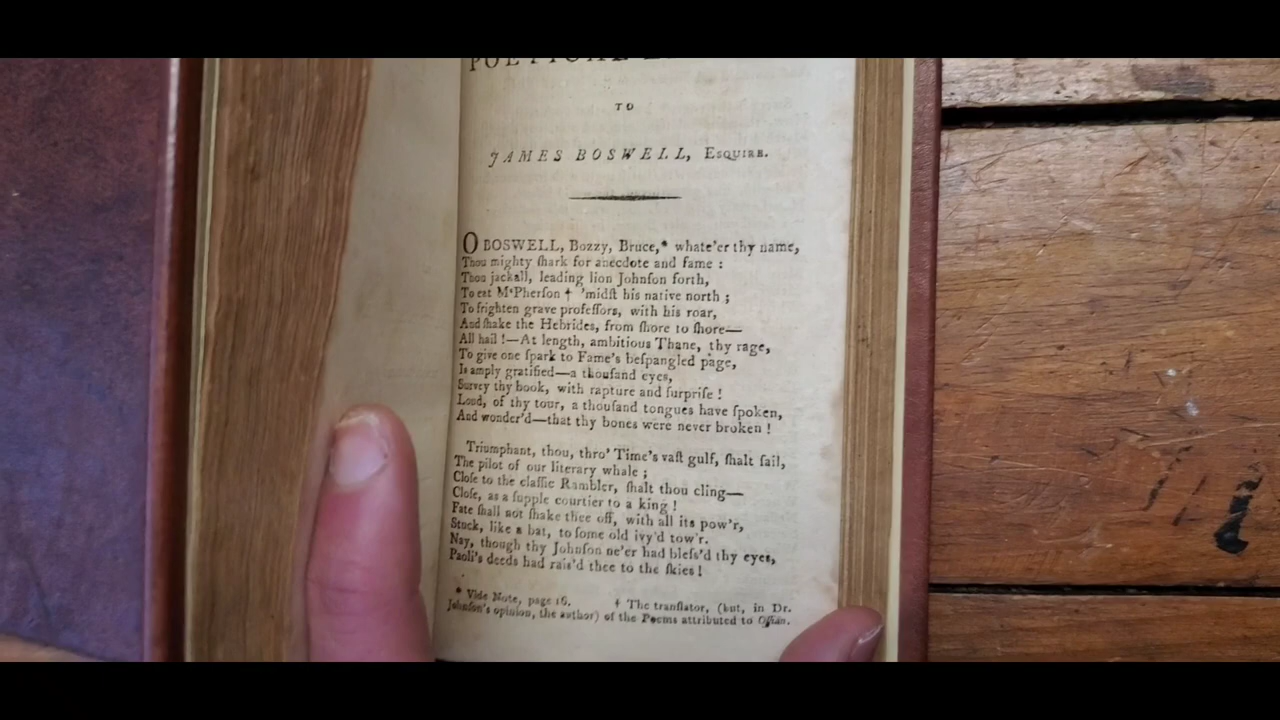 POETICAL
TO
JAMES BOSWELL, ESQUIRE.
O BOSWELL, Bozzy, Bruce,* whate'er thy name,
Thou mighty ſhark for anecdote and fame :
Thou jackall, leading lion Johnſon forth,
To eat McPherſon † 'midſt his native north ;
To frighten grave profeſſors, with his roar,
And ſhake the Hebrides, from ſhore to ſhore—
All hail !—At length, ambitious Thane, thy rage,
To give one ſpark to Fame's beſpangled page,
Is amply gratified—a thouſand eyes,
Survey thy book, with rapture and ſurpriſe !
Loud, of thy tour, a thouſand tongues have ſpoken,
And wonder'd—that thy bones were never broken !
Triumphant, thou, thro' Time's vaſt gulf, ſhalt ſail,
The pilot of our literary whale ;
Cloſe to the claſſic Rambler, ſhalt thou cling—
Cloſe, as a ſupple courtier to a king !
Fate ſhall not ſhake thee off, with all its pow'r,
Stuck, like a bat, to ſome old ivy'd tow'r.
Nay, though thy Johnſon ne'er had bleſs'd thy eyes,
Paoli's deeds had rais'd thee to the ſkies !
* Vide Note, page 16. † The tranſlator, (but, in Dr.
Johnſon's opinion, the author) of the Poems attributed to Oſſian.